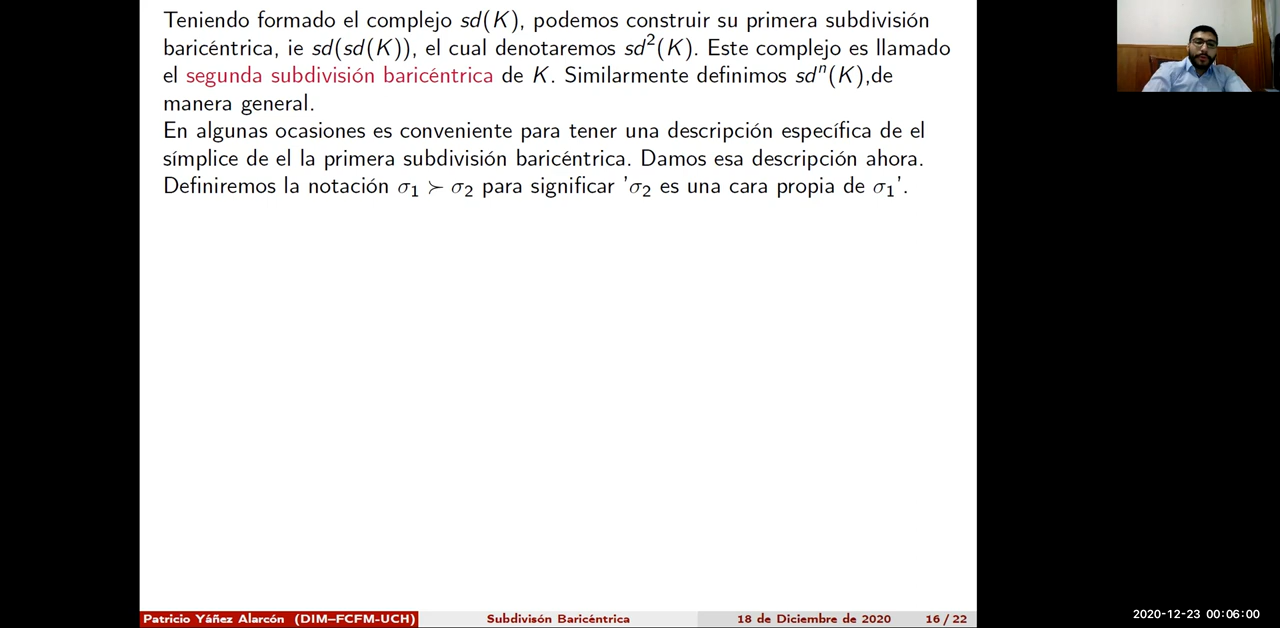 Teniendo formado el complejo sd(K), podemos construir su primera subdivisión
baricéntrica, ie sd(sd(K)), el cual denotaremos sd²(K). Este complejo es llamado
el segunda subdivisión baricéntrica de K. Similarmente definimos sdⁿ(K),de
manera general.
En algunas ocasiones es conveniente para tener una descripción específica de el
símplice de el la primera subdivisión baricéntrica. Damos esa descripción ahora.
Definiremos la notación σ₁ ≻ σ₂ para significar ’σ₂ es una cara propia de σ₁’.
Patricio Yáñez Alarcón (DIM–FCFM-UCH) Subdivisón Baricéntrica 18 de Diciembre de 2020 16 / 22
2020-12-23 00:06:00